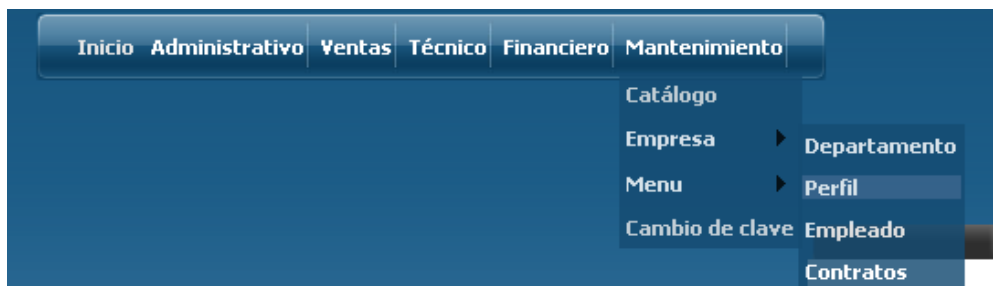 Inicio Administrativo Ventas Técnico Financiero Mantenimiento
Catálogo
Empresa
Menu
Cambio de clave
Departamento
Perfil
Empleado
Contratos